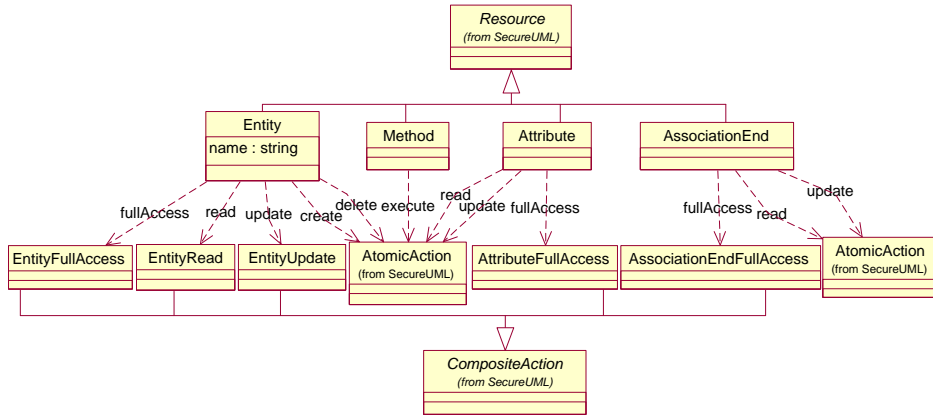 Resource
(from SecureUML)
Entity
name : string
Method
Attribute
AssociationEnd
fullAccess
read
update
create
delete
execute
read
update
fullAccess
fullAccess
read
update
EntityFullAccess
EntityRead
EntityUpdate
AtomicAction
(from SecureUML)
AttributeFullAccess
AssociationEndFullAccess
AtomicAction
(from SecureUML)
CompositeAction
(from SecureUML)